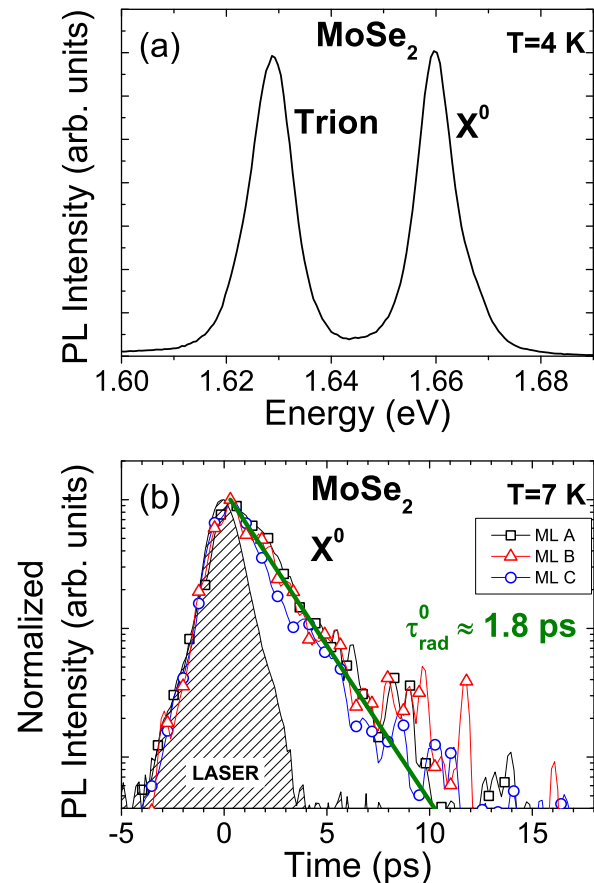 (a)
MoSe₂
T=4 K
Trion
X⁰
PL Intensity (arb. units)
1.60
1.62
1.64
1.66
1.68
Energy (eV)
(b)
MoSe₂
T=7 K
X⁰
ML A
ML B
ML C
τ⁰rad ≈ 1.8 ps
LASER
Normalized
PL Intensity (arb. units)
-5
0
5
10
15
Time (ps)